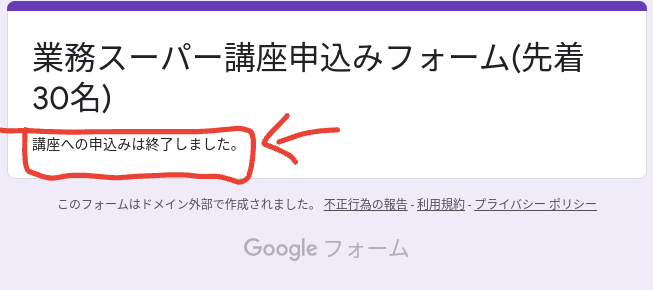 業務スーパー講座申込みフォーム(先着
30名)
講座への申込みは終了しました。
このフォームはドメイン外部で作成されました。 不正行為の報告 - 利用規約 - プライバシー ポリシー
Google フォーム